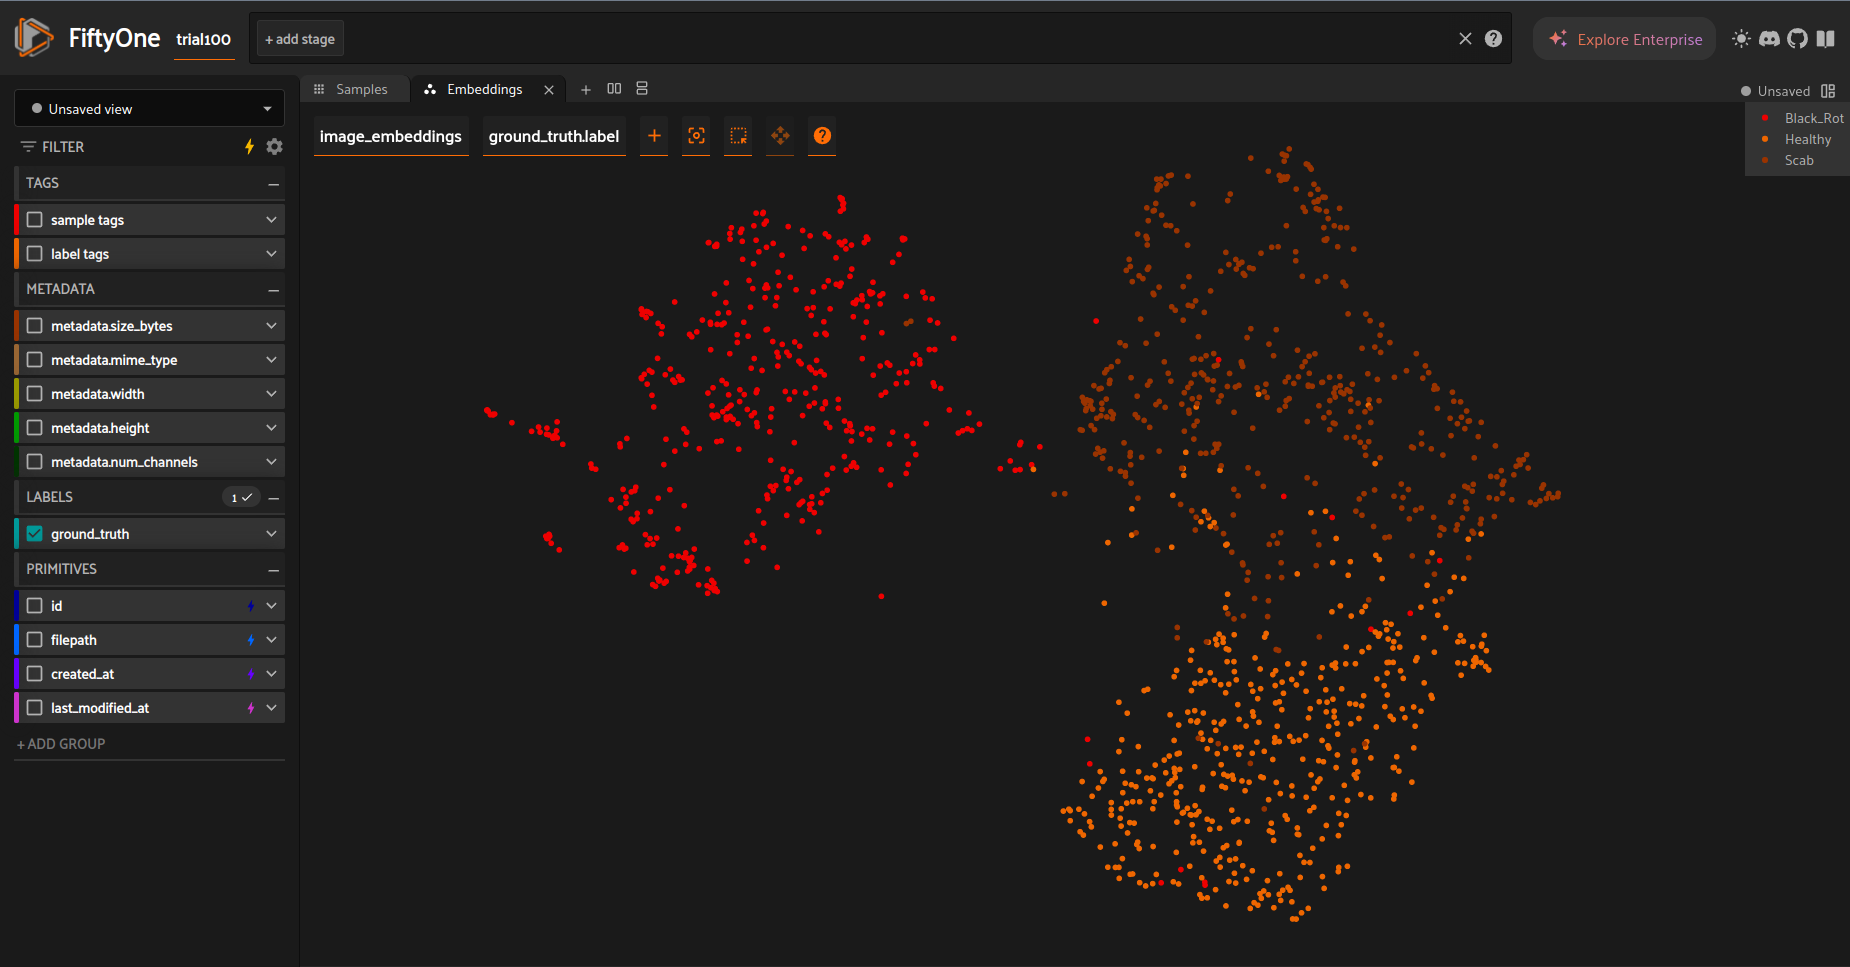 FiftyOne
trial100
+ add stage
Explore Enterprise
Unsaved view
Samples
Embeddings
Unsaved
FILTER
image_embeddings
ground_truth.label
Black_Rot
Healthy
Scab
TAGS
sample tags
label tags
METADATA
metadata.size_bytes
metadata.mime_type
metadata.width
metadata.height
metadata.num_channels
LABELS
1
ground_truth
PRIMITIVES
id
filepath
created_at
last_modified_at
+ ADD GROUP